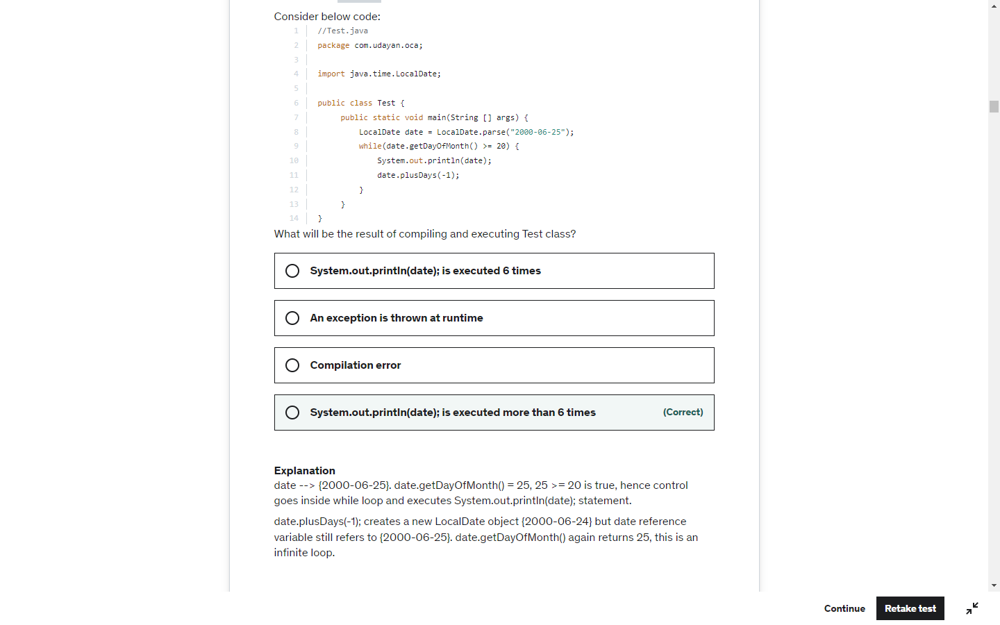 Consider below code:
1 //Test.java
2 package com.udayan.oca;
3
4 import java.time.LocalDate;
5
6 public class Test {
7 public static void main(String [] args) {
8 LocalDate date = LocalDate.parse("2000-06-25");
9 while(date.getDayOfMonth() >= 20) {
10 System.out.println(date);
11 date.plusDays(-1);
12 }
13 }
14 }
What will be the result of compiling and executing Test class?
System.out.println(date); is executed 6 times
An exception is thrown at runtime
Compilation error
System.out.println(date); is executed more than 6 times (Correct)
Explanation
date --> {2000-06-25}. date.getDayOfMonth() = 25, 25 >= 20 is true, hence control
goes inside while loop and executes System.out.println(date); statement.
date.plusDays(-1); creates a new LocalDate object {2000-06-24} but date reference
variable still refers to {2000-06-25}. date.getDayOfMonth() again returns 25, this is an
infinite loop.
Continue Retake test